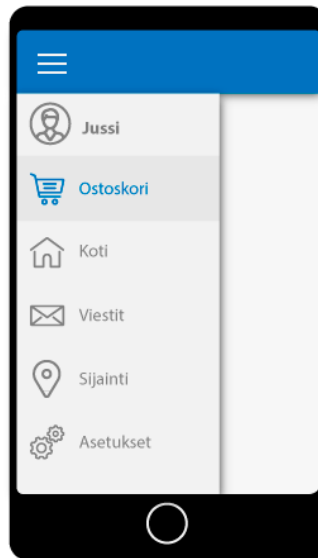 Jussi
Ostoskori
Koti
Viestit
Sijainti
Asetukset